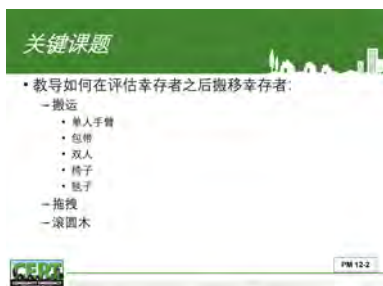 关键课题
• 教导如何在评估幸存者之后搬移幸存者:
–搬运
• 单人手臂
• 包带
• 双人
• 椅子
• 毯子
–拖拽
–滚圆木
CERT
PM 12-2